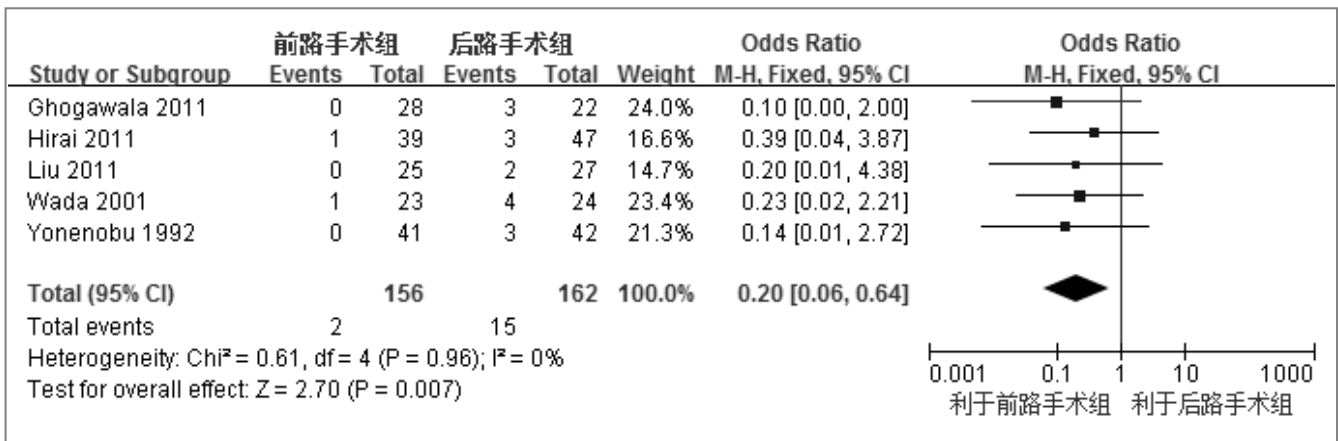 前路手术组 后路手术组 Odds Ratio Odds Ratio
Study or Subgroup Events Total Events Total Weight M-H, Fixed, 95% CI M-H, Fixed, 95% CI
Ghogawala 2011 0 28 3 22 24.0% 0.10 [0.00, 2.00]
Hirai 2011 1 39 3 47 16.6% 0.39 [0.04, 3.87]
Liu 2011 0 25 2 27 14.7% 0.20 [0.01, 4.38]
Wada 2001 1 23 4 24 23.4% 0.23 [0.02, 2.21]
Yonenobu 1992 0 41 3 42 21.3% 0.14 [0.01, 2.72]
Total (95% CI) 156 162 100.0% 0.20 [0.06, 0.64]
Total events 2 15
Heterogeneity: Chi² = 0.61, df = 4 (P = 0.96); I² = 0%
Test for overall effect: Z = 2.70 (P = 0.007)
0.001 0.1 1 10 1000
利于前路手术组 利于后路手术组